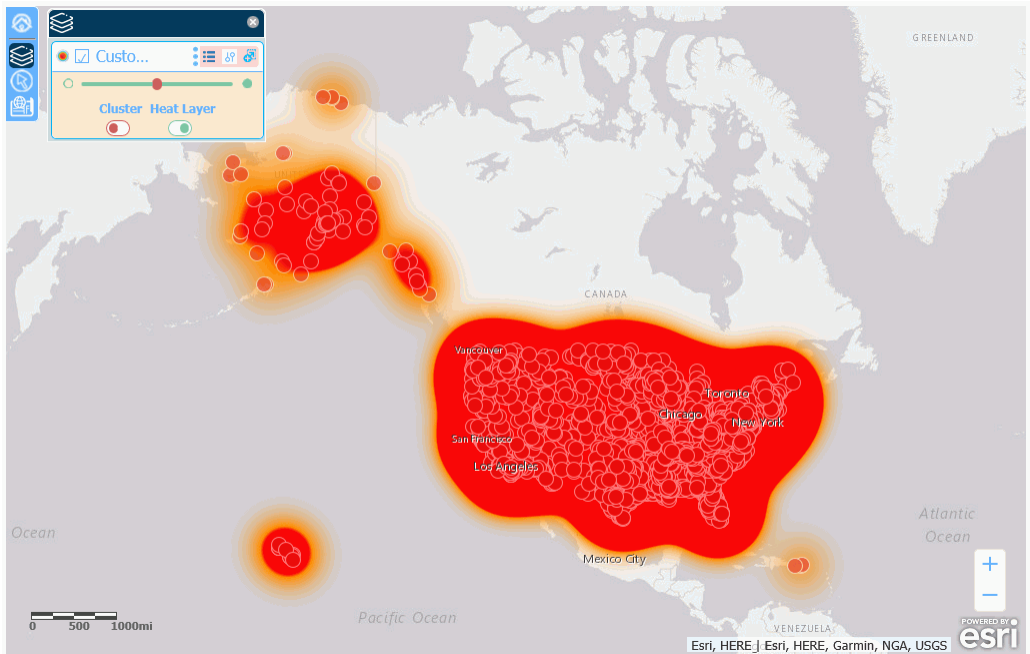 Custo...
Cluster Heat Layer
GREENLAND
CANADA
Vancouver
Toronto
Chicago
New York
San Francisco
Los Angeles
Ocean
Atlantic
Ocean
Mexico City
Pacific Ocean
0 500 1000mi
VENEZUELA
POWERED BY
esri
Esri, HERE | Esri, HERE, Garmin, NGA, USGS